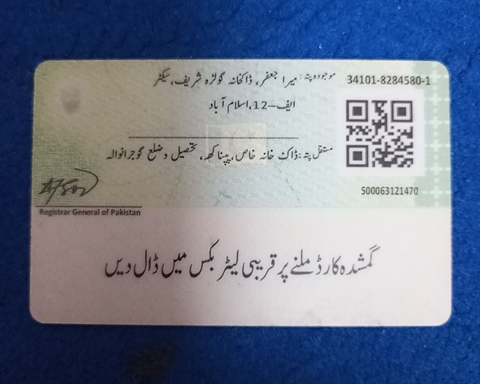 موجودہ پتہ: میرا جعفر، ڈاکخانہ گولڑہ شریف، سیکٹر
34101-8284580-1
ایف-12، اسلام آباد
مستقل پتہ: ڈاک خانہ خاص، پپناکھہ، تحصیل و ضلع گوجرانوالہ
500063121470
Registrar General of Pakistan
گمشدہ کارڈ ملنے پر قریبی لیٹر بکس میں ڈال دیں